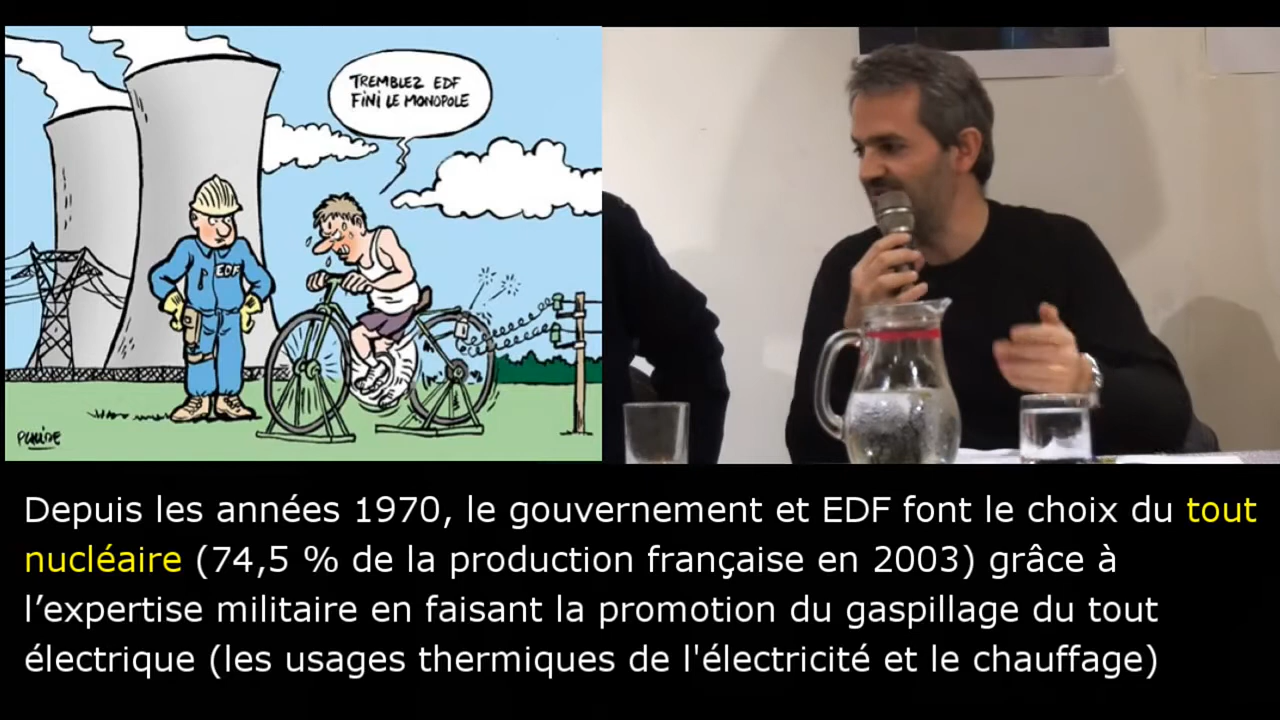 TREMBLEZ EDF
FINI LE MONOPOLE
EDF
Depuis les années 1970, le gouvernement et EDF font le choix du tout
nucléaire (74,5 % de la production française en 2003) grâce à
l’expertise militaire en faisant la promotion du gaspillage du tout
électrique (les usages thermiques de l'électricité et le chauffage)